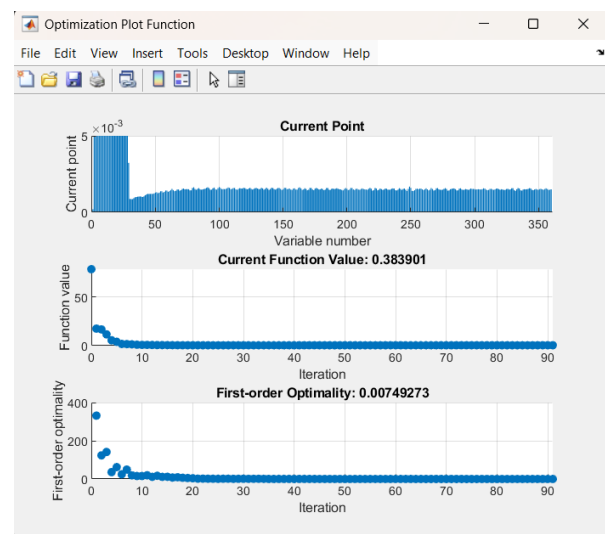 Optimization Plot Function
File Edit View Insert Tools Desktop Window Help
Current Point
×10⁻³
5
0
Current point
0 50 100 150 200 250 300 350
Variable number
Current Function Value: 0.383901
50
0
Function value
0 10 20 30 40 50 60 70 80 90
Iteration
First-order Optimality: 0.00749273
400
200
0
First-order optimality
0 10 20 30 40 50 60 70 80 90
Iteration